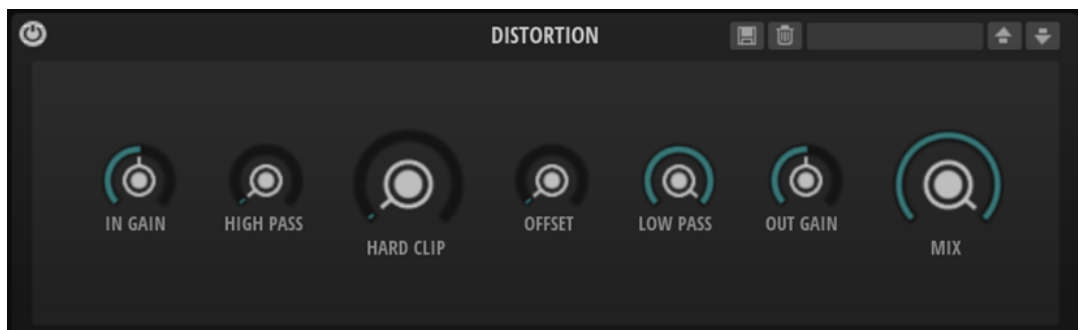 DISTORTION
IN GAIN
HIGH PASS
HARD CLIP
OFFSET
LOW PASS
OUT GAIN
MIX